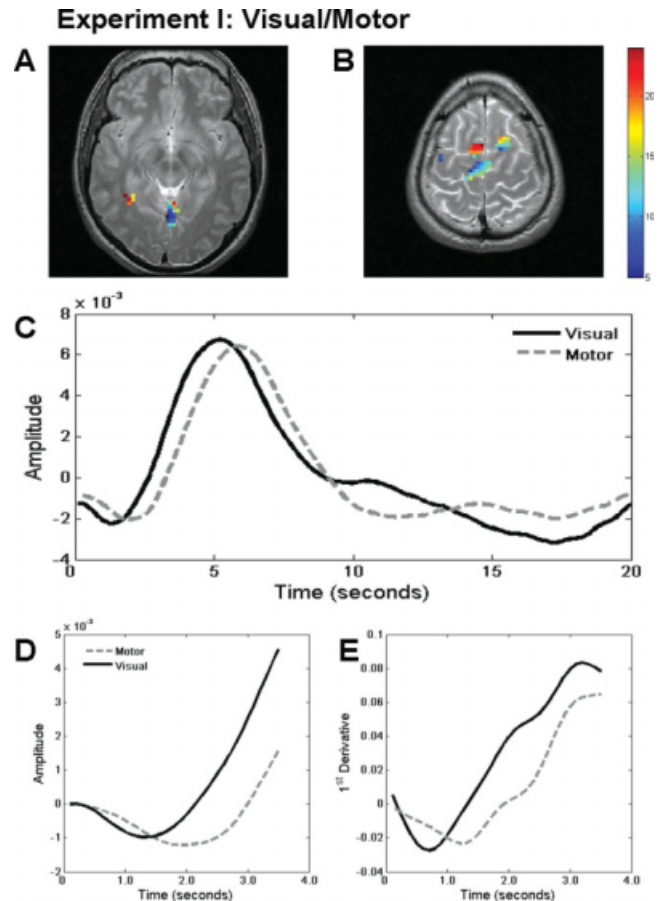 Experiment I: Visual/Motor
A
B
20
15
10
5
C
× 10⁻³
8
6
4
2
0
-2
-4
Amplitude
Visual
Motor
0
5
10
15
20
Time (seconds)
D
× 10⁻³
5
4
3
2
1
0
-1
-2
Amplitude
Motor
Visual
0
1.0
2.0
3.0
4.0
Time (seconds)
E
0.1
0.08
0.06
0.04
0.02
0
-0.02
-0.04
1ˢᵗ Derivative
0
1.0
2.0
3.0
4.0
Time (seconds)